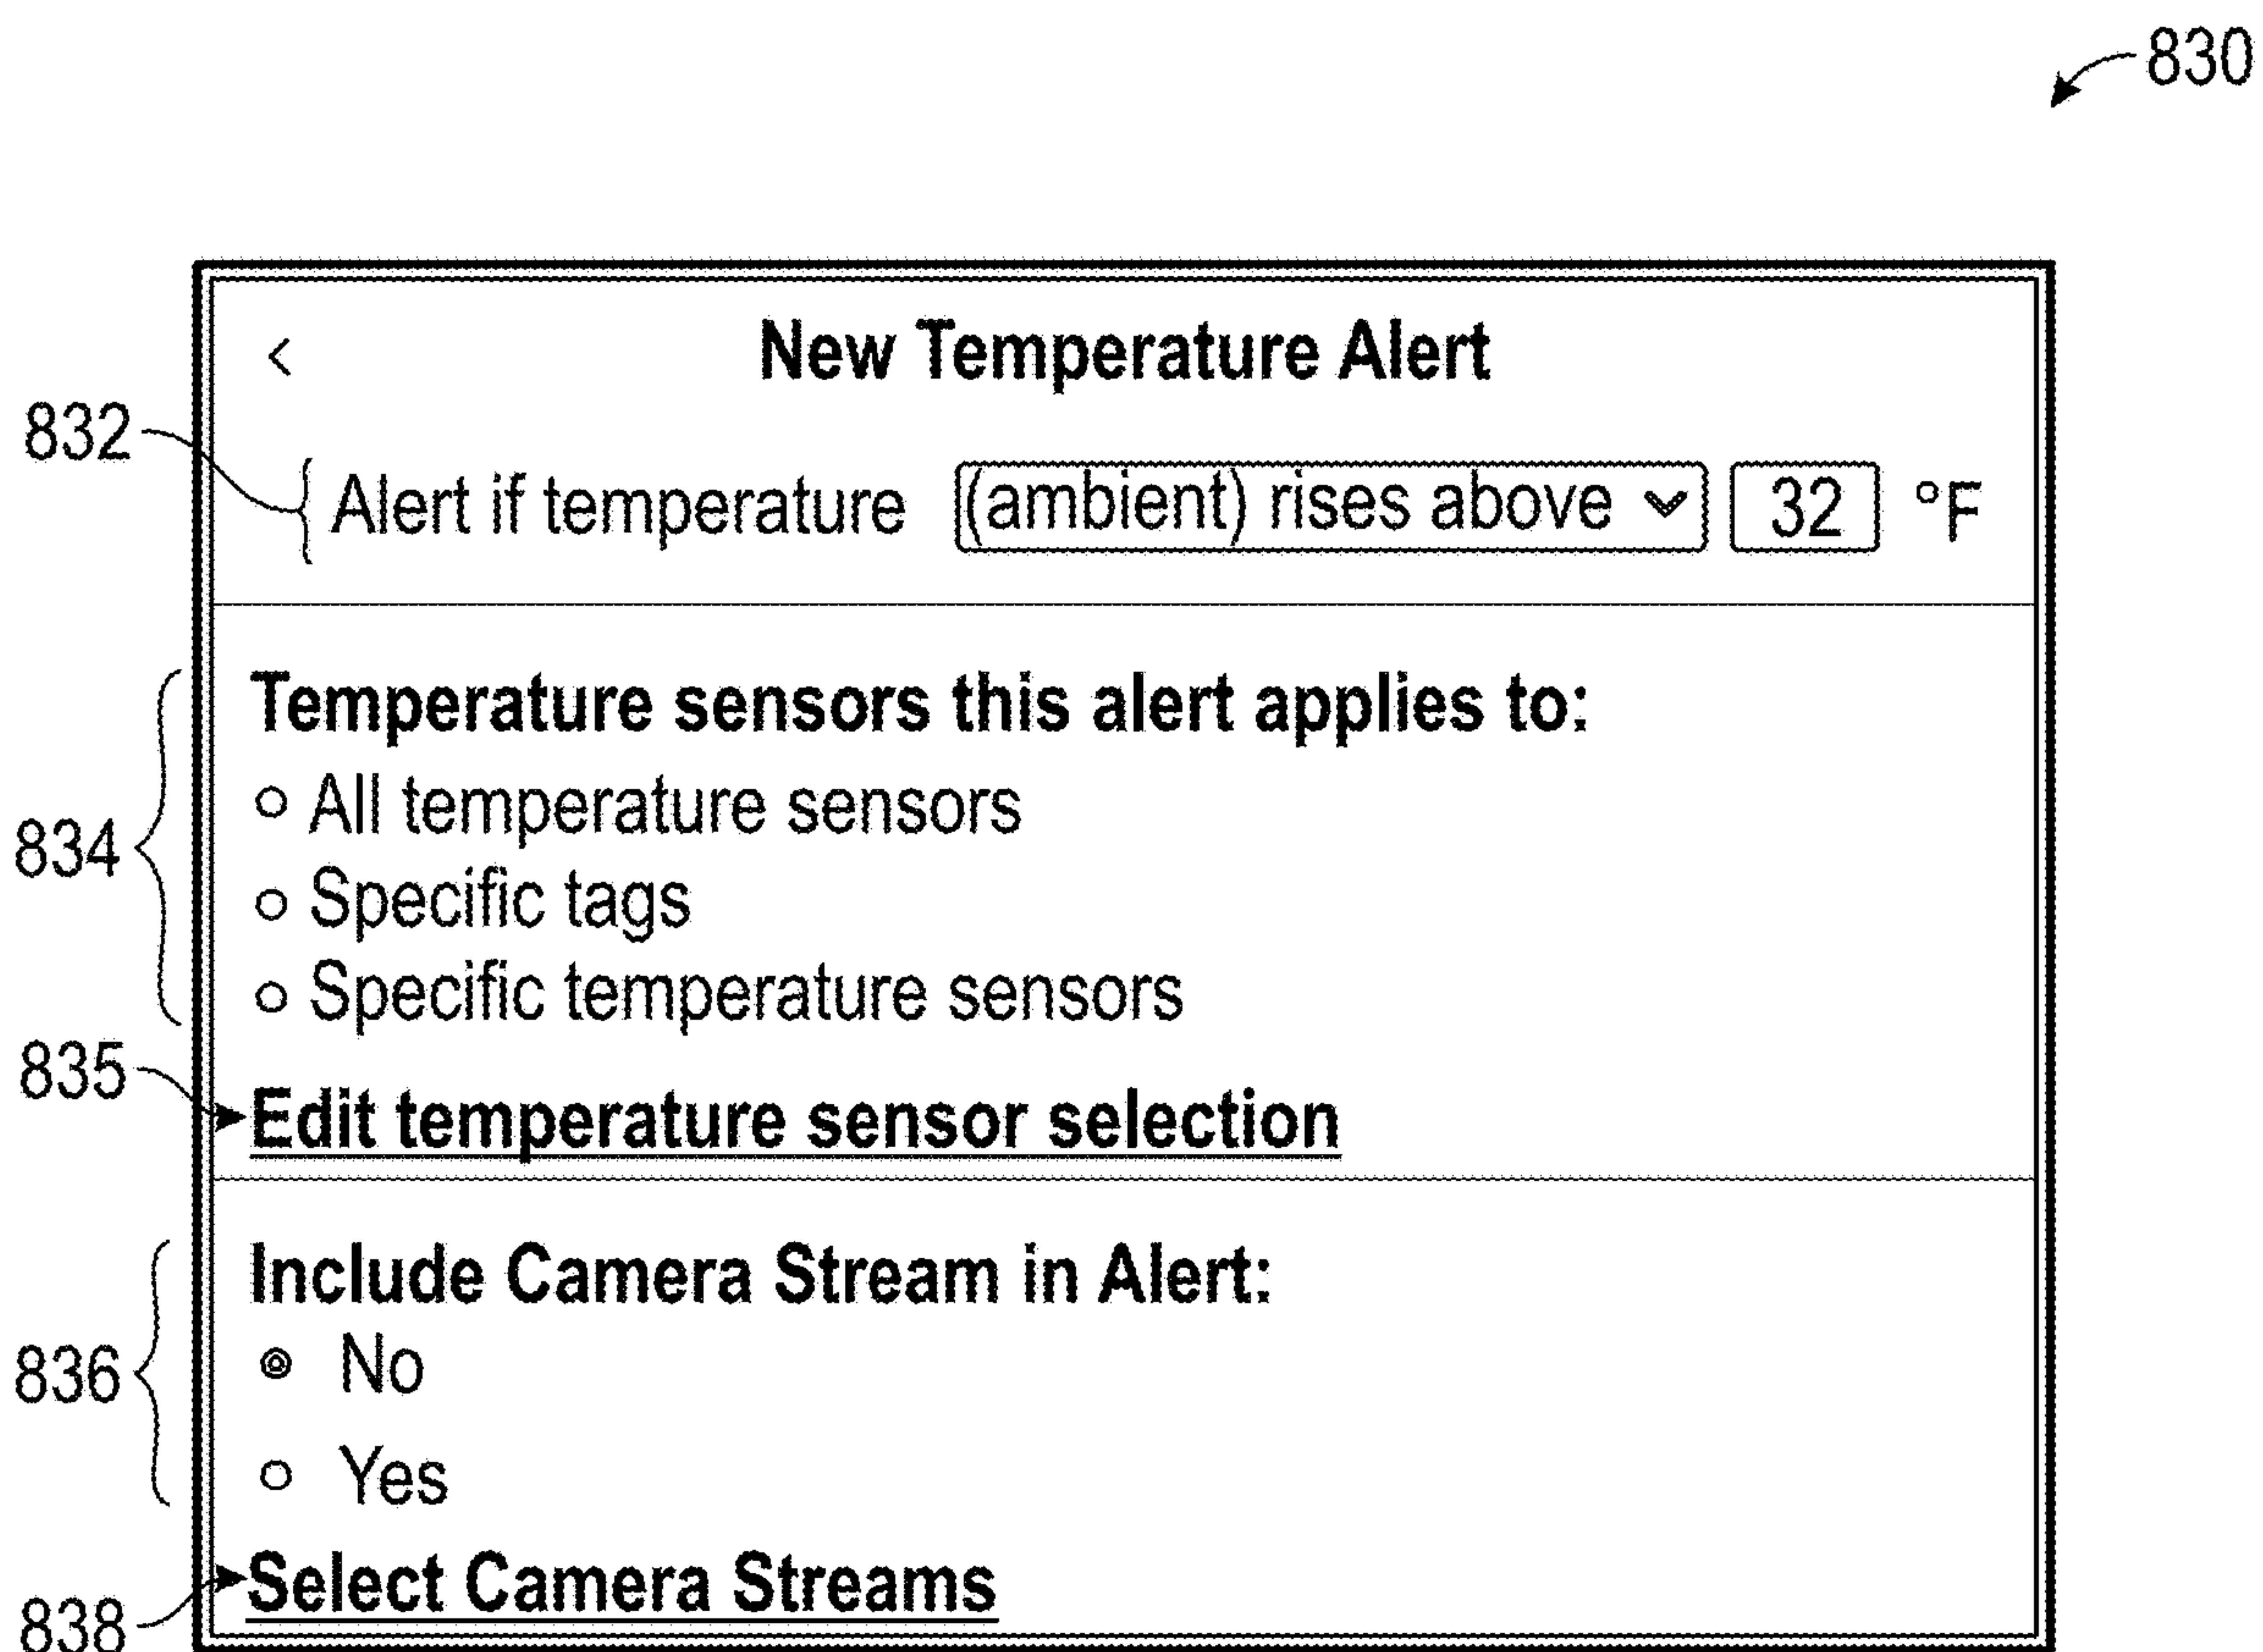 830
< New Temperature Alert
832
Alert if temperature (ambient) rises above 32 °F
834
Temperature sensors this alert applies to:
All temperature sensors
Specific tags
Specific temperature sensors
835
Edit temperature sensor selection
836
Include Camera Stream in Alert:
No
Yes
838
Select Camera Streams